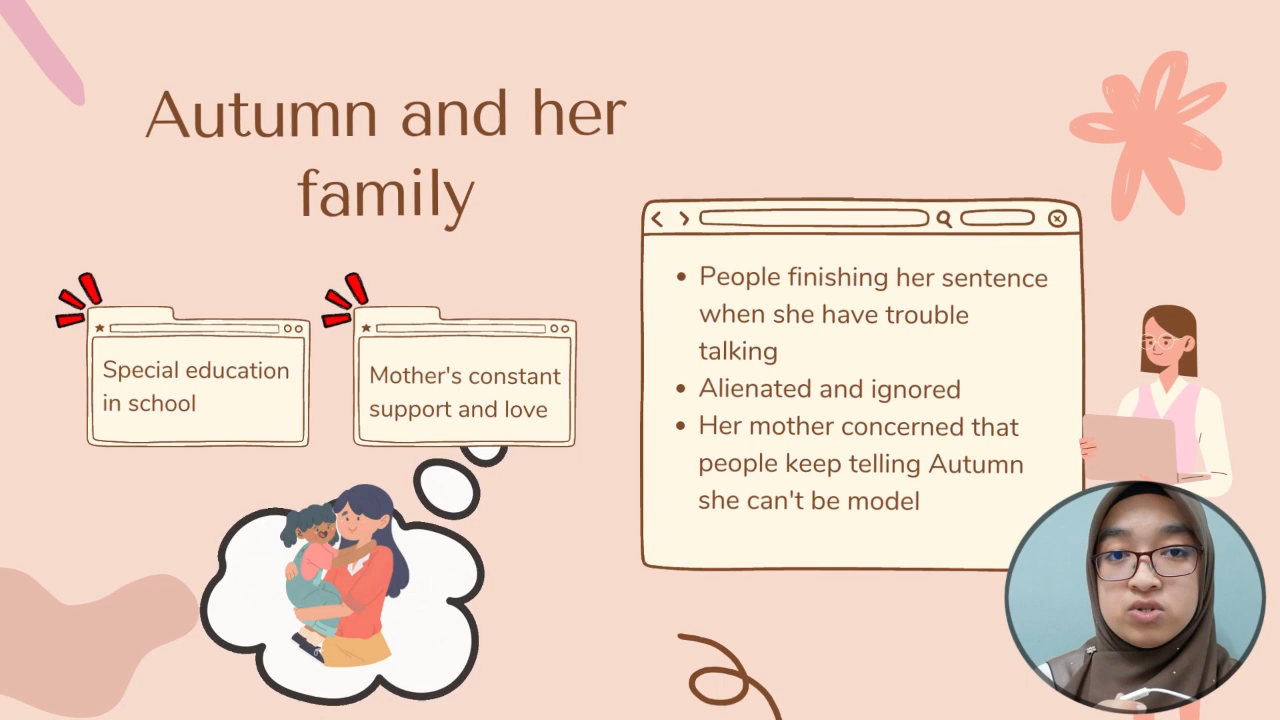 Autumn and her
family
Special education
in school
Mother's constant
support and love
• People finishing her sentence
when she have trouble
talking
• Alienated and ignored
• Her mother concerned that
people keep telling Autumn
she can't be model